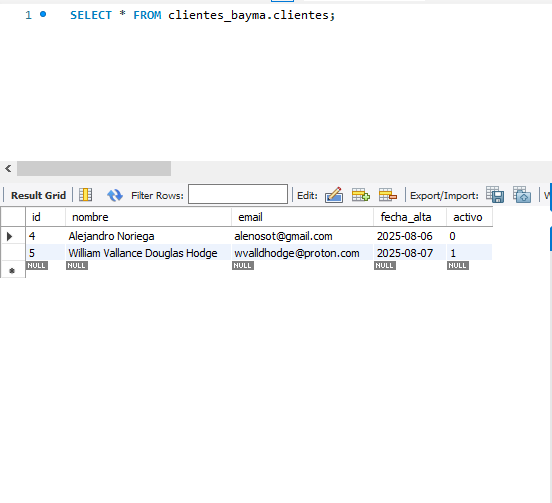 1 SELECT * FROM clientes_bayma.clientes;
Result Grid Filter Rows: Edit: Export/Import:
id nombre email fecha_alta activo
4 Alejandro Noriega alenosot@gmail.com 2025-08-06 0
5 William Vallance Douglas Hodge wvalldhodge@proton.com 2025-08-07 1
NULL NULL NULL NULL NULL